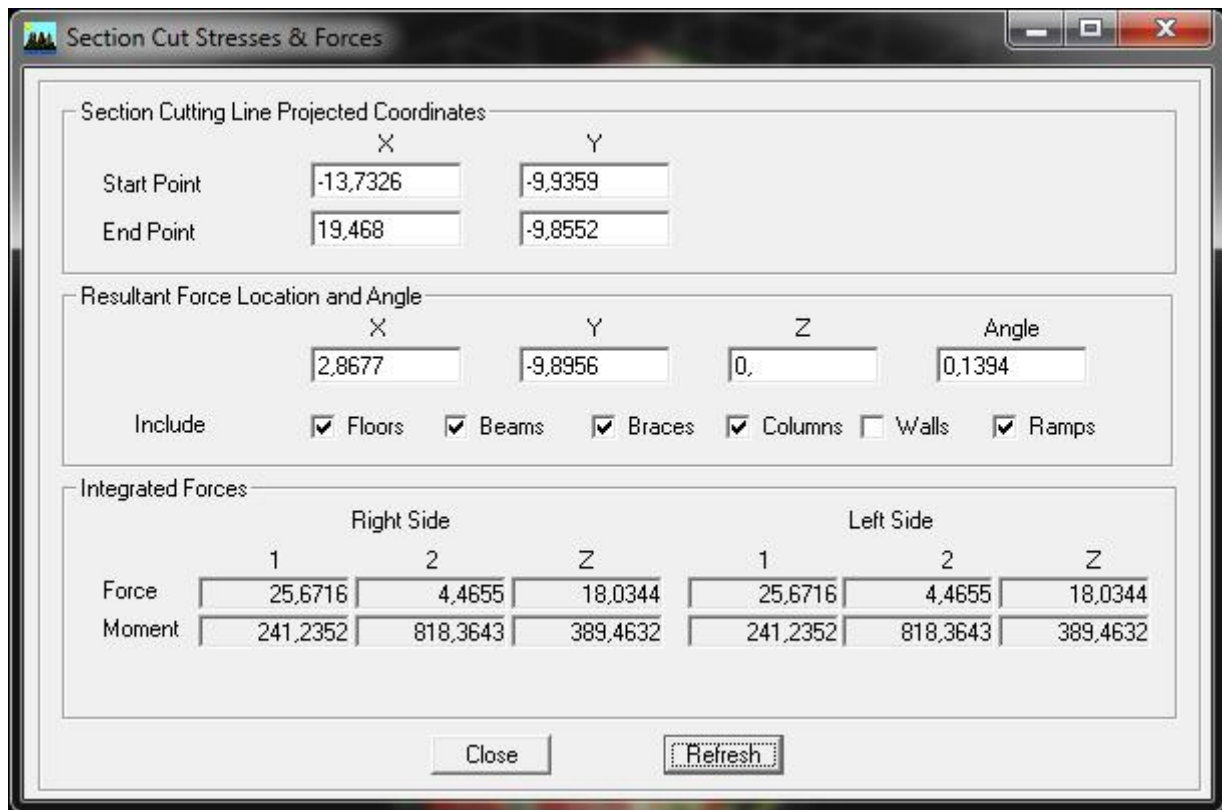 Section Cut Stresses & Forces
Section Cutting Line Projected Coordinates
X Y
Start Point -13,7326 -9,9359
End Point 19,468 -9,8552
Resultant Force Location and Angle
X Y Z Angle
2,8677 -9,8956 0, 0,1394
Include Floors Beams Braces Columns Walls Ramps
Integrated Forces
Right Side Left Side
1 2 Z 1 2 Z
Force 25,6716 4,4655 18,0344 25,6716 4,4655 18,0344
Moment 241,2352 818,3643 389,4632 241,2352 818,3643 389,4632
Close Refresh